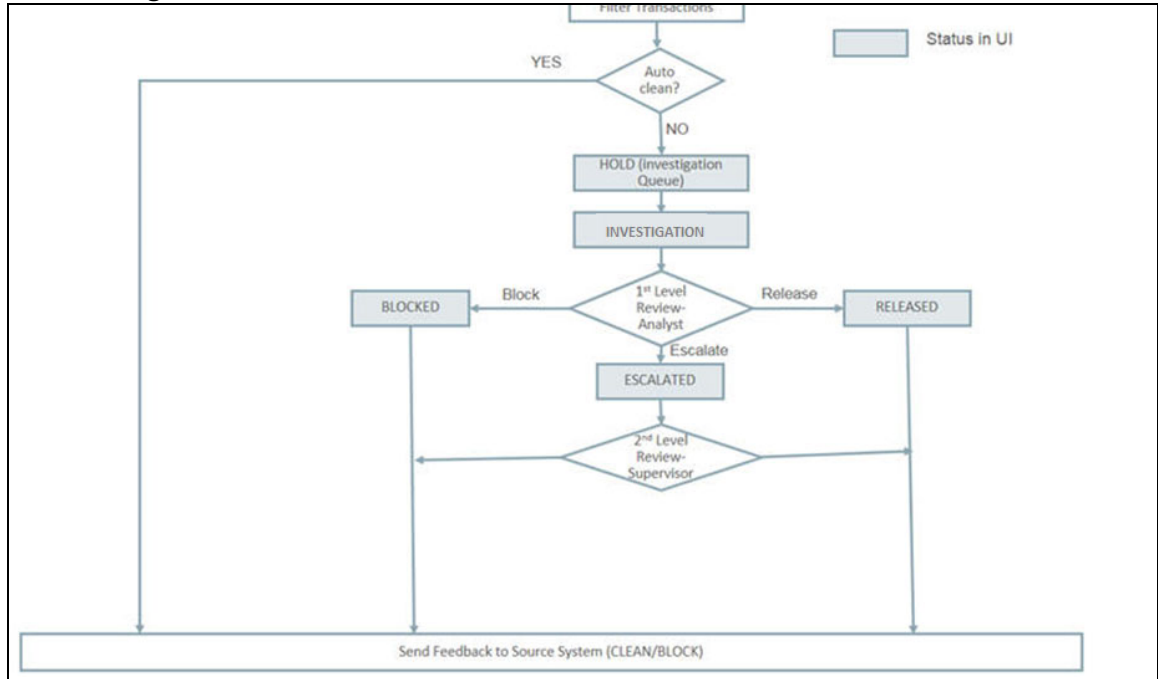 Filter Transactions
Status in UI
YES
Auto
clean?
NO
HOLD (investigation
Queue)
INVESTIGATION
BLOCKED
Block
1st Level
Review-
Analyst
Release
RELEASED
Escalate
ESCALATED
2nd Level
Review-
Supervisor
Send Feedback to Source System (CLEAN/BLOCK)